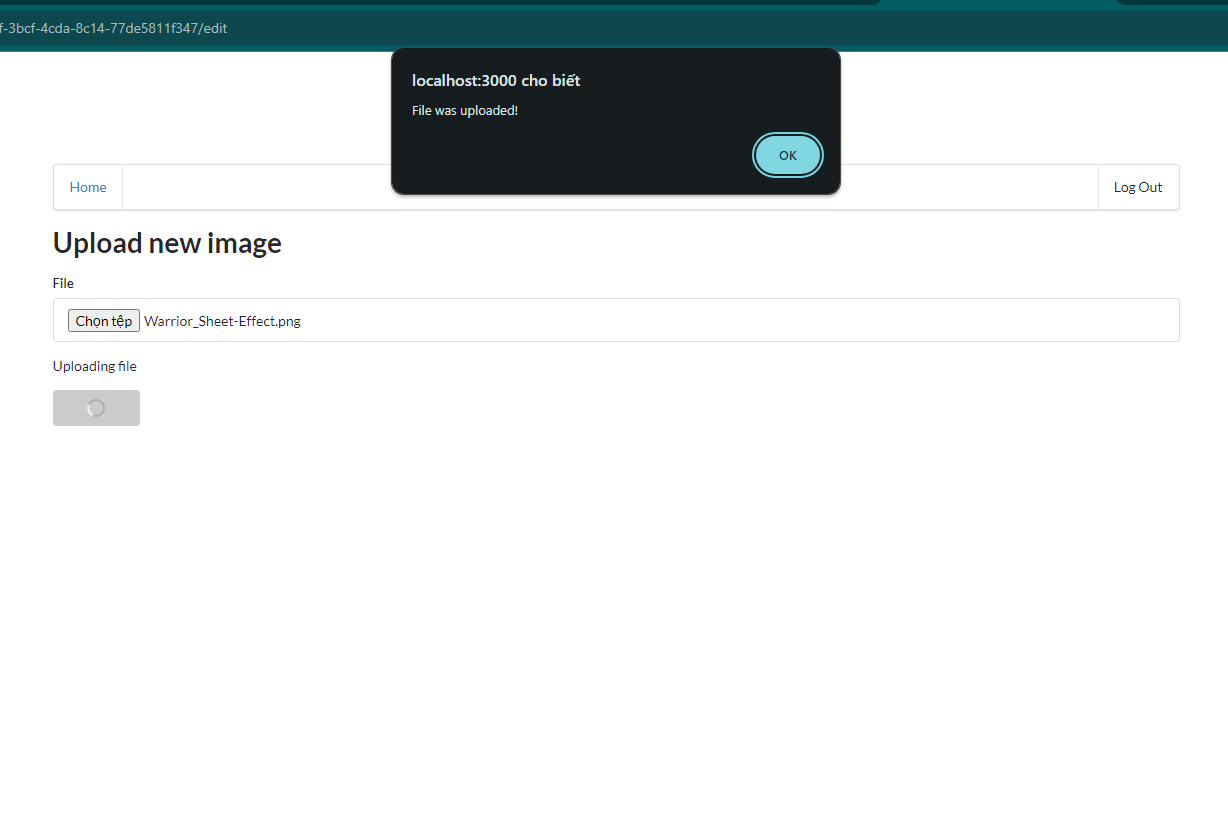 f-3bcf-4cda-8c14-77de5811f347/edit
localhost:3000 cho biết
File was uploaded!
OK
Home
Log Out
Upload new image
File
Chọn tệp Warrior_Sheet-Effect.png
Uploading file